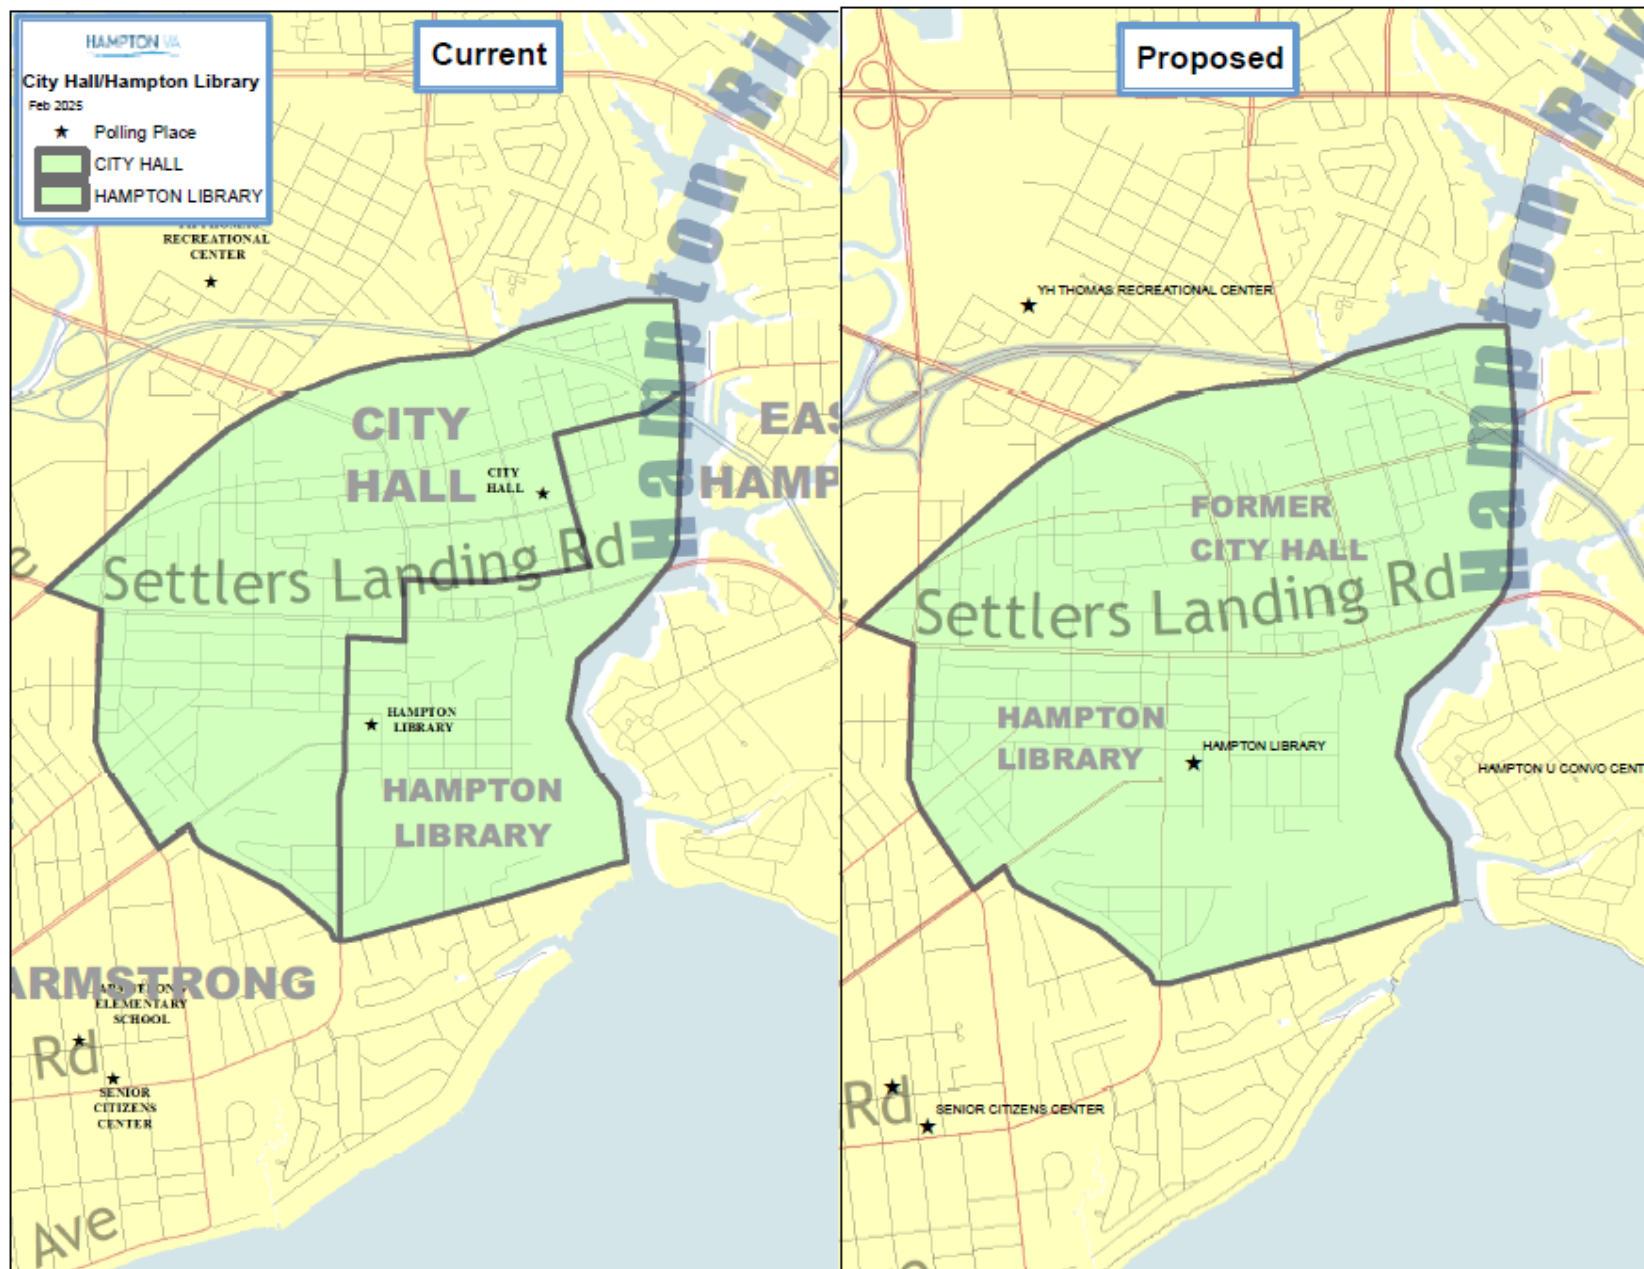 HAMPTON VA
City Hall/Hampton Library
Feb 2025
Polling Place
CITY HALL
HAMPTON LIBRARY
Current
RECREATIONAL
CENTER
Hampton Riv
CITY
HALL
CITY
HALL
EAS
HAMP
Settlers Landing Rd
HAMPTON
LIBRARY
HAMPTON
LIBRARY
ARMSTRONG
ELEMENTARY
SCHOOL
Rd
SENIOR
CITIZENS
CENTER
Ave
Proposed
Hampton Riv
YH THOMAS RECREATIONAL CENTER
FORMER
CITY HALL
Settlers Landing Rd
HAMPTON
LIBRARY
HAMPTON LIBRARY
HAMPTON U CONVO CENT
Rd
SENIOR CITIZENS CENTER